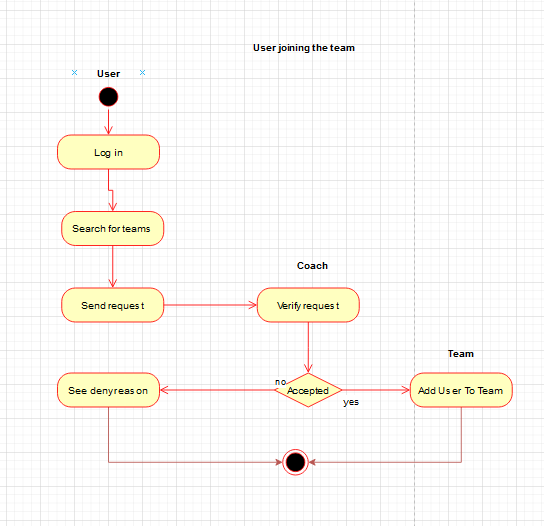 User joining the team
User
Log in
Search for teams
Coach
Send request
Verify request
Team
no
See deny reason
Accepted
Add User To Team
yes